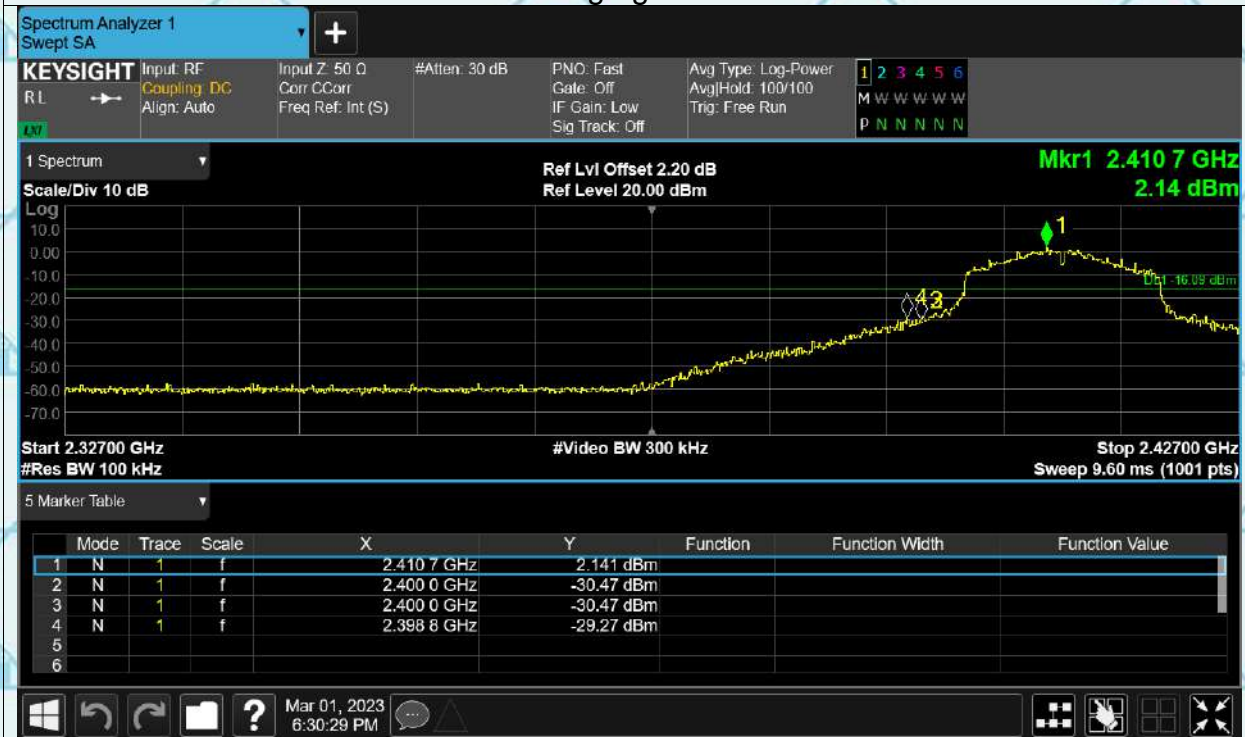 Spectrum Analyzer 1
Swept SA
+
KEYSIGHT Input: RF Input Z: 50 Ω #Atten: 30 dB PNO: Fast Avg Type: Log-Power 1 2 3 4 5 6
RL Coupling: DC Corr CCorr Gate: Off Avg|Hold: 100/100 M W W W W W
Align: Auto Freq Ref: Int (S) IF Gain: Low Trig: Free Run
LXI Sig Track: Off P N N N N N
1 Spectrum Ref Lvl Offset 2.20 dB Mkr1 2.410 7 GHz
Scale/Div 10 dB Ref Level 20.00 dBm 2.14 dBm
Log
10.0 1
0.00
-10.0 DL1 -16.09 dBm
-20.0 4 3
-30.0
-40.0
-50.0
-60.0
-70.0
Start 2.32700 GHz #Video BW 300 kHz Stop 2.42700 GHz
#Res BW 100 kHz Sweep 9.60 ms (1001 pts)
5 Marker Table
Mode Trace Scale X Y Function Function Width Function Value
1 N 1 f 2.410 7 GHz 2.141 dBm
2 N 1 f 2.400 0 GHz -30.47 dBm
3 N 1 f 2.400 0 GHz -30.47 dBm
4 N 1 f 2.398 8 GHz -29.27 dBm
5
6
? Mar 01, 2023
6:30:29 PM